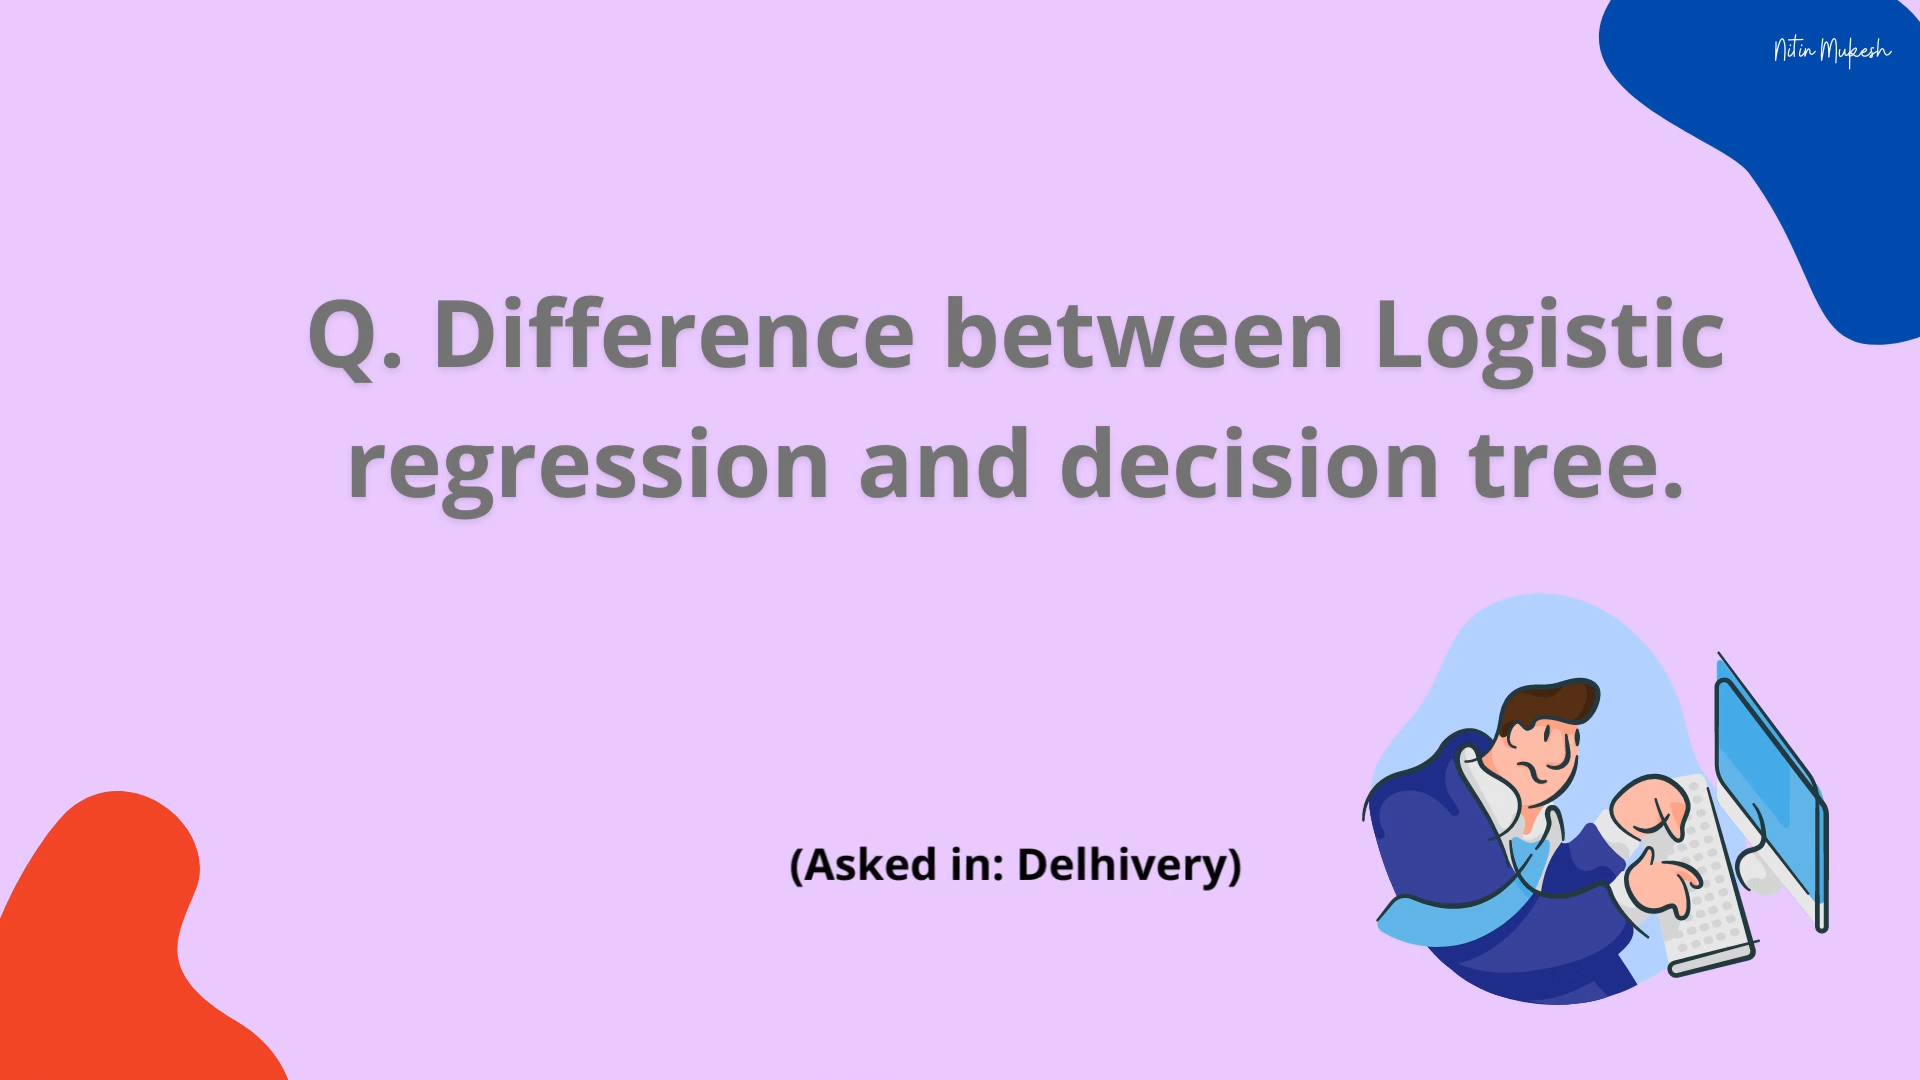 Nitin Mukesh
Q. Difference between Logistic
regression and decision tree.
(Asked in: Delhivery)